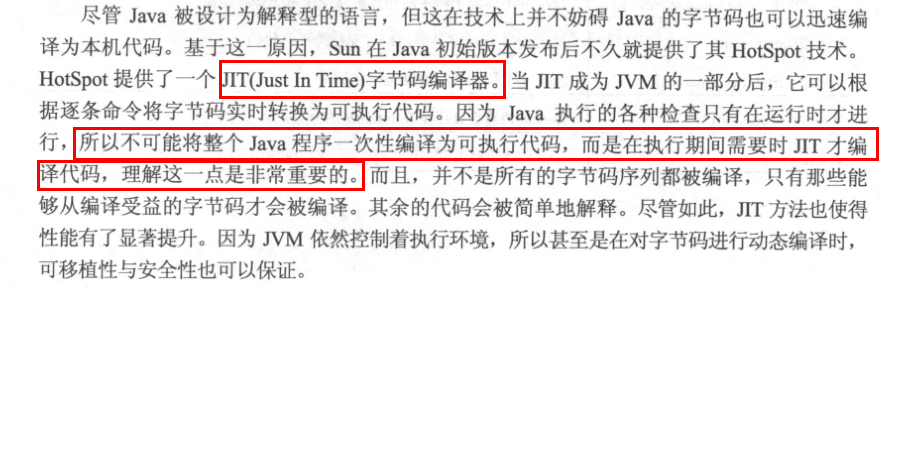 尽管 Java 被设计为解释型的语言，但这在技术上并不妨碍 Java 的字节码也可以迅速编
译为本机代码。基于这一原因，Sun 在 Java 初始版本发布后不久就提供了其 HotSpot 技术。
HotSpot 提供了一个 JIT(Just In Time)字节码编译器。当 JIT 成为 JVM 的一部分后，它可以根
据逐条命令将字节码实时转换为可执行代码。因为 Java 执行的各种检查只有在运行时才进
行，所以不可能将整个 Java 程序一次性编译为可执行代码，而是在执行期间需要时 JIT 才编
译代码，理解这一点是非常重要的。而且，并不是所有的字节码序列都被编译，只有那些能
够从编译受益的字节码才会被编译。其余的代码会被简单地解释。尽管如此，JIT 方法也使得
性能有了显著提升。因为 JVM 依然控制着执行环境，所以甚至是在对字节码进行动态编译时，
可移植性与安全性也可以保证。